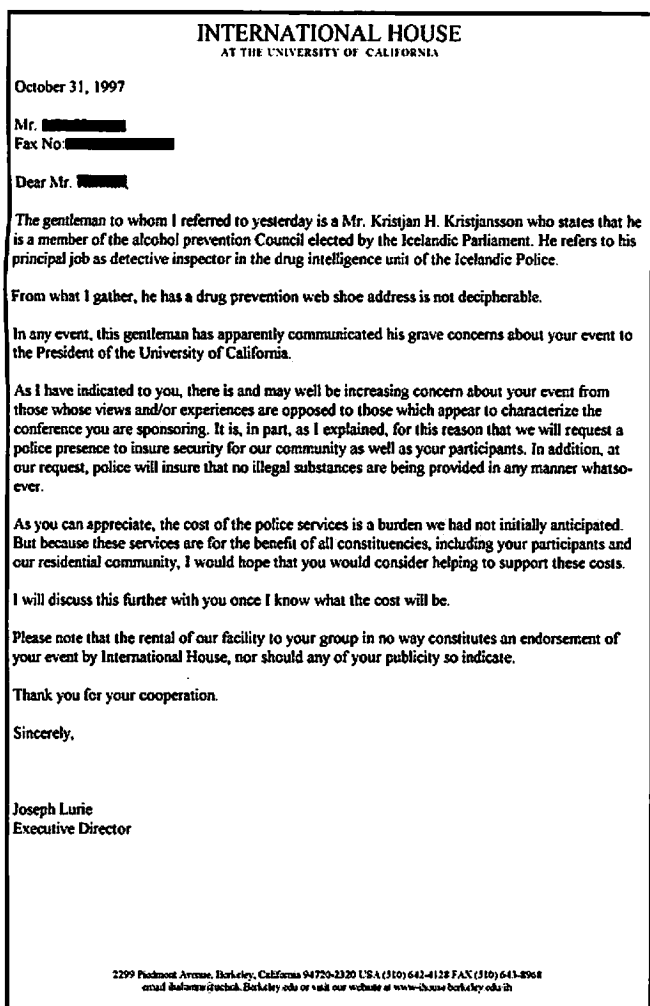 INTERNATIONAL HOUSE
AT THE UNIVERSITY OF CALIFORNIA
October 31, 1997
Mr.
Fax No:
Dear Mr.
The gentleman to whom I referred to yesterday is a Mr. Kristjan H. Kristjansson who states that he
is a member of the alcohol prevention Council elected by the Icelandic Parliament. He refers to his
principal job as detective inspector in the drug intelligence unit of the Icelandic Police.
From what I gather, he has a drug prevention web shoe address is not decipherable.
In any event, this gentleman has apparently communicated his grave concerns about your event to
the President of the University of California.
As I have indicated to you, there is and may well be increasing concern about your event from
those whose views and/or experiences are opposed to those which appear to characterize the
conference you are sponsoring. It is, in part, as I explained, for this reason that we will request a
police presence to insure security for our community as well as your participants. In addition, at
our request, police will insure that no illegal substances are being provided in any manner whatso-
ever.
As you can appreciate, the cost of the police services is a burden we had not initially anticipated.
But because these services are for the benefit of all constituencies, including your participants and
our residential community, I would hope that you would consider helping to support these costs.
I will discuss this further with you once I know what the cost will be.
Please note that the rental of our facility to your group in no way constitutes an endorsement of
your event by International House, nor should any of your publicity so indicate.
Thank you for your cooperation.
Sincerely,
Joseph Lurie
Executive Director
2299 Piedmont Avenue, Berkeley, California 94720-2320 USA (510) 642-4128 FAX (510) 643-8968
email Berkeley.edu or visit our website at